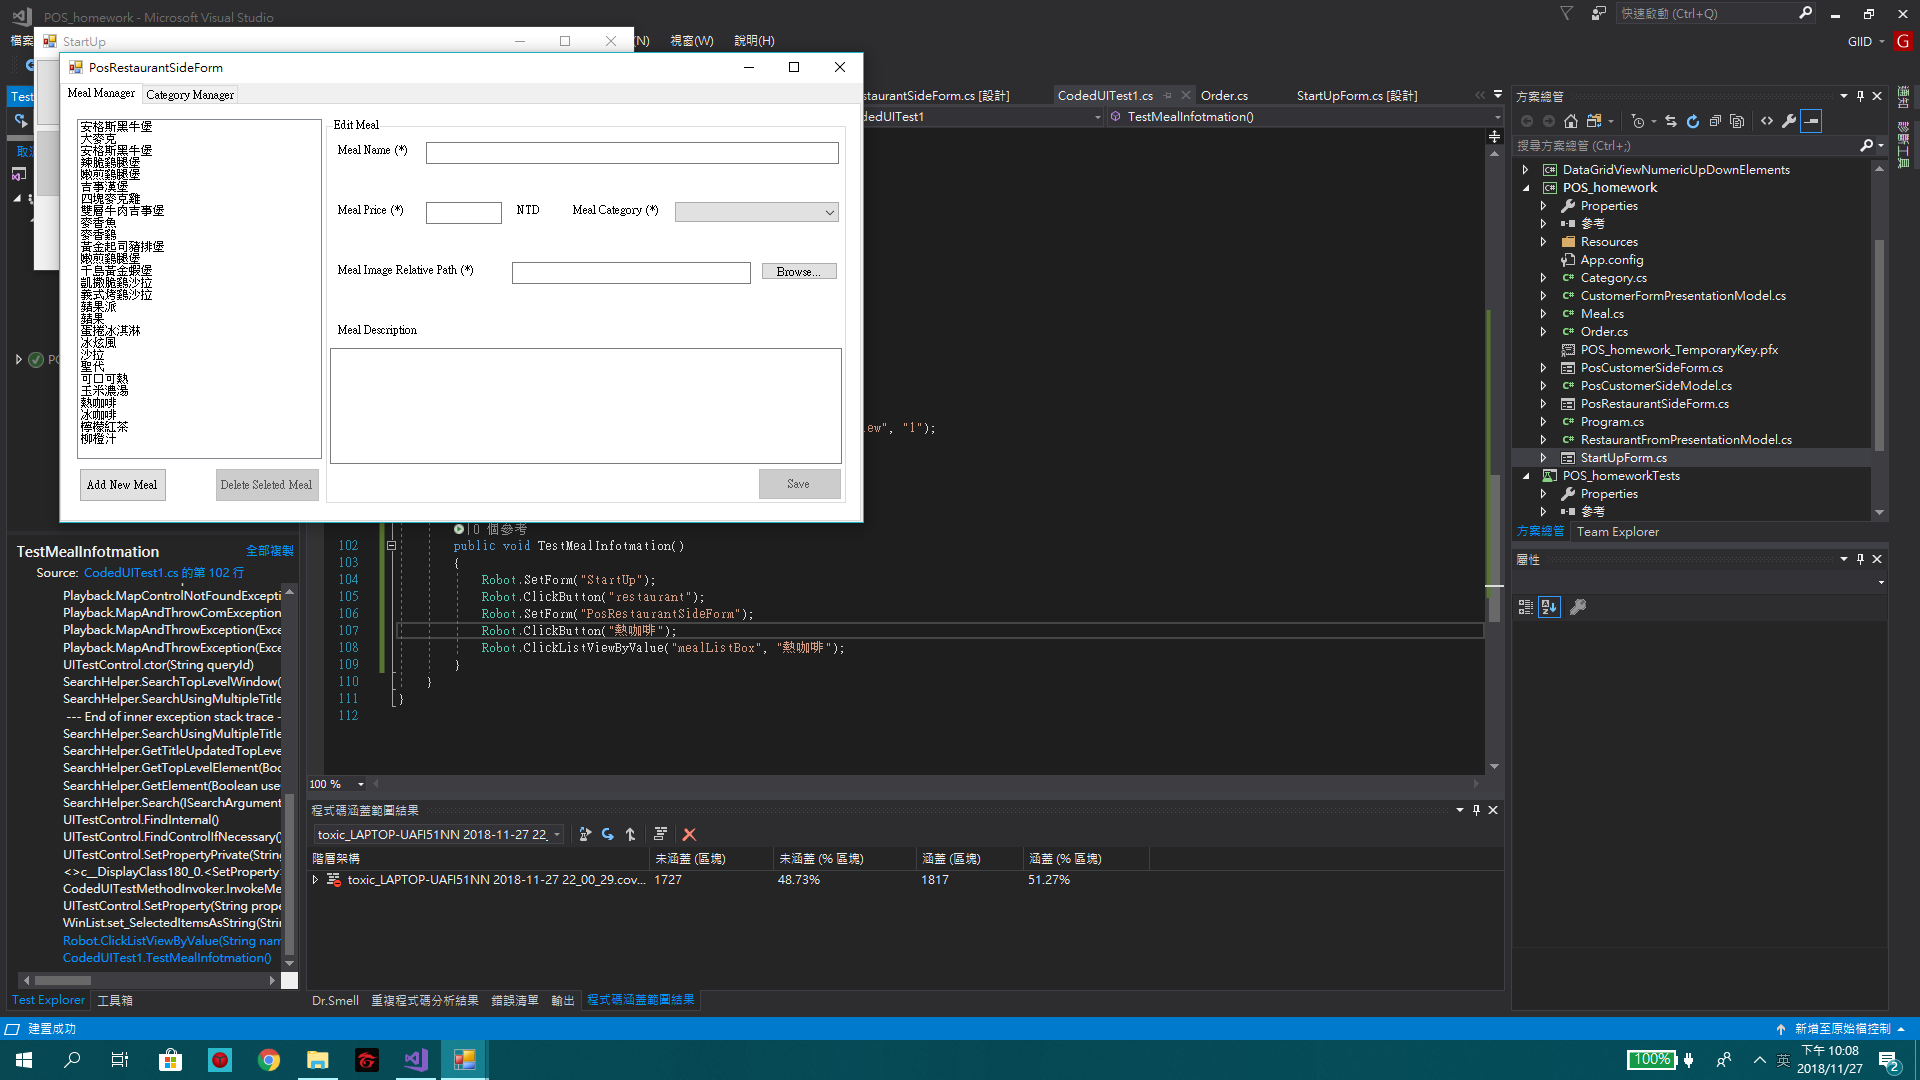 POS_homework - Microsoft Visual Studio
快速啟動 (Ctrl+Q)
檔案
(N)
視窗(W)
說明(H)
GIID
G
StartUp
PosRestaurantSideForm
Meal Manager
Category Manager
安格斯黑牛堡
大麥克
安格斯黑牛堡
辣脆雞腿堡
嫩煎雞腿堡
吉事漢堡
四塊麥克雞
雙層牛肉吉事堡
麥香魚
麥香雞
黃金起司豬排堡
嫩煎雞腿堡
千島黃金蝦堡
凱撒脆雞沙拉
義式烤雞沙拉
蘋果派
蘋果
蛋捲冰淇淋
冰炫風
沙拉
聖代
可口可熱
玉米濃湯
熱咖啡
冰咖啡
檸檬紅茶
柳橙汁
Add New Meal
Delete Seleted Meal
Edit Meal
Meal Name (*)
Meal Price (*)
NTD
Meal Category (*)
Meal Image Relative Path (*)
Browse...
Meal Description
Save
Test
取消
staurantSideForm.cs [設計]
CodedUITest1.cs
Order.cs
StartUpForm.cs [設計]
dedUITest1
TestMealInfotmation()
ew", "1");
0 個參考
102 public void TestMealInfotmation()
103 {
104 Robot.SetForm("StartUp");
105 Robot.ClickButton("restaurant");
106 Robot.SetForm("PosRestaurantSideForm");
107 Robot.ClickButton("熱咖啡");
108 Robot.ClickListViewByValue("mealListBox", "熱咖啡");
109 }
110 }
111 }
112
100 %
TestMealInfotmation
全部複製
Source: CodedUITest1.cs 的第 102 行
Playback.MapControlNotFoundExcepti
Playback.MapAndThrowComException
Playback.MapAndThrowException(Exce
Playback.MapAndThrowException(Exce
UITestControl.ctor(String queryId)
SearchHelper.SearchTopLevelWindow(
SearchHelper.SearchUsingMultipleTitle
--- End of inner exception stack trace -
SearchHelper.SearchUsingMultipleTitle
SearchHelper.GetTitleUpdatedTopLeve
SearchHelper.GetTopLevelElement(Boc
SearchHelper.GetElement(Boolean use
SearchHelper.Search(ISearchArgument
UITestControl.FindInternal()
UITestControl.FindControlIfNecessary()
UITestControl.SetPropertyPrivate(String
<>c__DisplayClass180_0.<SetProperty>
CodedUITestMethodInvoker.InvokeMe
UITestControl.SetProperty(String prope
WinList.set_SelectedItemsAsString(Strin
Robot.ClickListViewByValue(String nam
CodedUITest1.TestMealInfotmation()
Test Explorer
工具箱
程式碼涵蓋範圍結果
toxic_LAPTOP-UAFI51NN 2018-11-27 22_
階層架構
未涵蓋 (區塊)
未涵蓋 (% 區塊)
涵蓋 (區塊)
涵蓋 (% 區塊)
toxic_LAPTOP-UAFI51NN 2018-11-27 22_00_29.cov...
1727
48.73%
1817
51.27%
Dr.Smell
重複程式碼分析結果
錯誤清單
輸出
程式碼涵蓋範圍結果
方案總管
搜尋方案總管 (Ctrl+;)
DataGridViewNumericUpDownElements
POS_homework
Properties
參考
Resources
App.config
Category.cs
CustomerFormPresentationModel.cs
Meal.cs
Order.cs
POS_homework_TemporaryKey.pfx
PosCustomerSideForm.cs
PosCustomerSideModel.cs
PosRestaurantSideForm.cs
Program.cs
RestaurantFromPresentationModel.cs
StartUpForm.cs
POS_homeworkTests
Properties
參考
方案總管
Team Explorer
屬性
通知
診斷工具
建置成功
新增至原始檔控制
100%
英
下午 10:08
2018/11/27
2